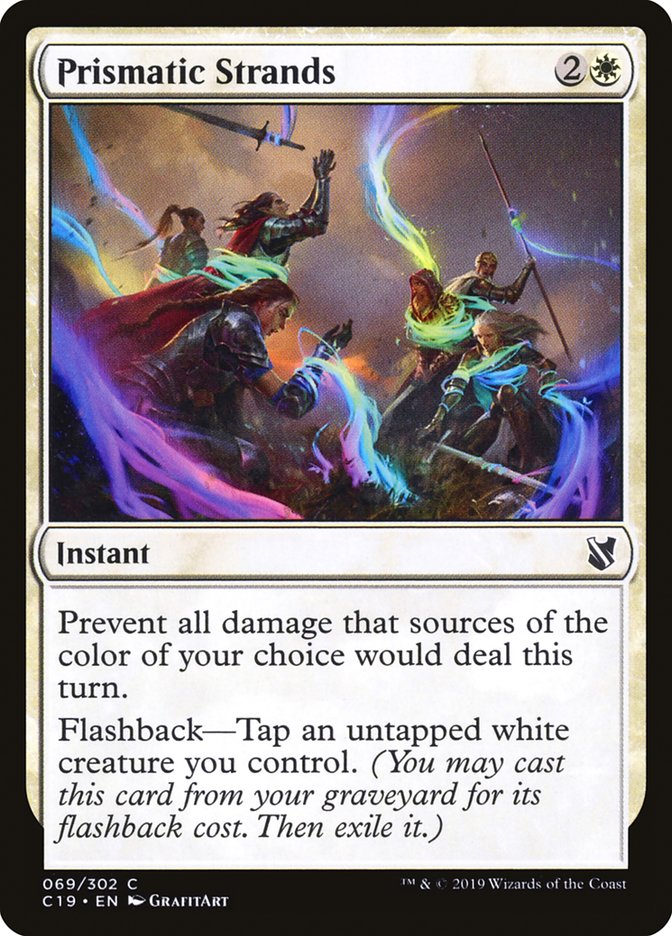 Prismatic Strands 2
Instant
Prevent all damage that sources of the
color of your choice would deal this
turn.
Flashback—Tap an untapped white
creature you control. (You may cast
this card from your graveyard for its
flashback cost. Then exile it.)
069/302 C
C19 • EN GrafitArt
™ & © 2019 Wizards of the Coast